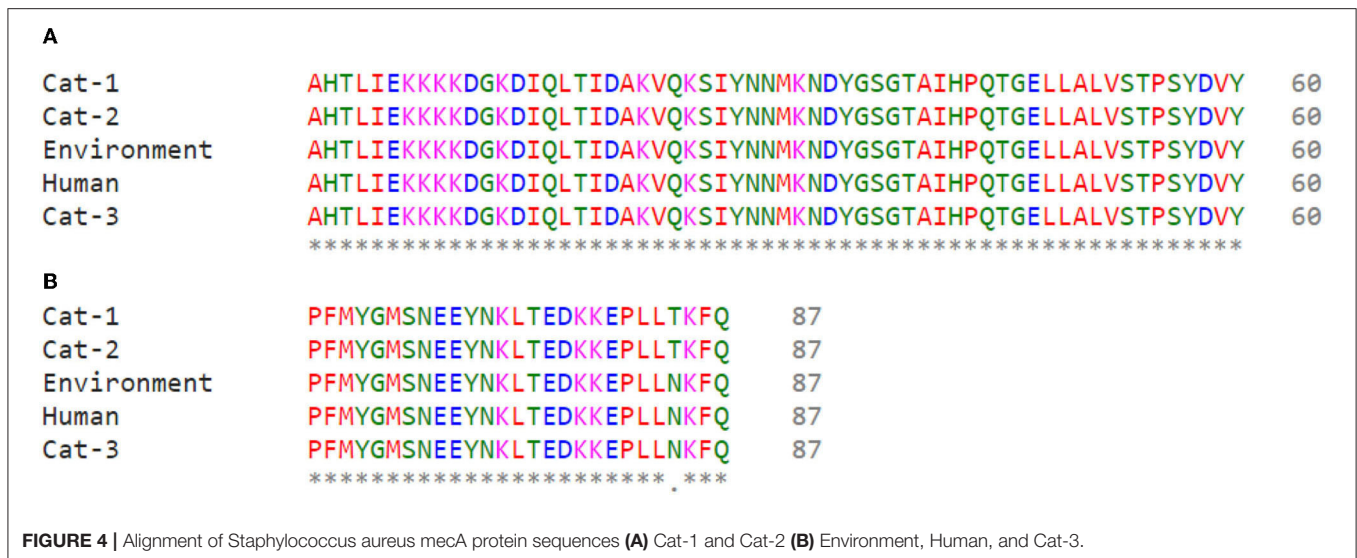 A
Cat-1 AHTLIEKKKKDGKDIQLTIDAKVQKSIYNNMKNDYGSGTAIHPQTGELLALVSTPSYDVY 60
Cat-2 AHTLIEKKKKDGKDIQLTIDAKVQKSIYNNMKNDYGSGTAIHPQTGELLALVSTPSYDVY 60
Environment AHTLIEKKKKDGKDIQLTIDAKVQKSIYNNMKNDYGSGTAIHPQTGELLALVSTPSYDVY 60
Human AHTLIEKKKKDGKDIQLTIDAKVQKSIYNNMKNDYGSGTAIHPQTGELLALVSTPSYDVY 60
Cat-3 AHTLIEKKKKDGKDIQLTIDAKVQKSIYNNMKNDYGSGTAIHPQTGELLALVSTPSYDVY 60
************************************************************
B
Cat-1 PFMYGMSNEEYNKLTEDKKEPLLTKFQ 87
Cat-2 PFMYGMSNEEYNKLTEDKKEPLLTKFQ 87
Environment PFMYGMSNEEYNKLTEDKKEPLLNKFQ 87
Human PFMYGMSNEEYNKLTEDKKEPLLNKFQ 87
Cat-3 PFMYGMSNEEYNKLTEDKKEPLLNKFQ 87
***********************.***
FIGURE 4 | Alignment of Staphylococcus aureus mecA protein sequences (A) Cat-1 and Cat-2 (B) Environment, Human, and Cat-3.